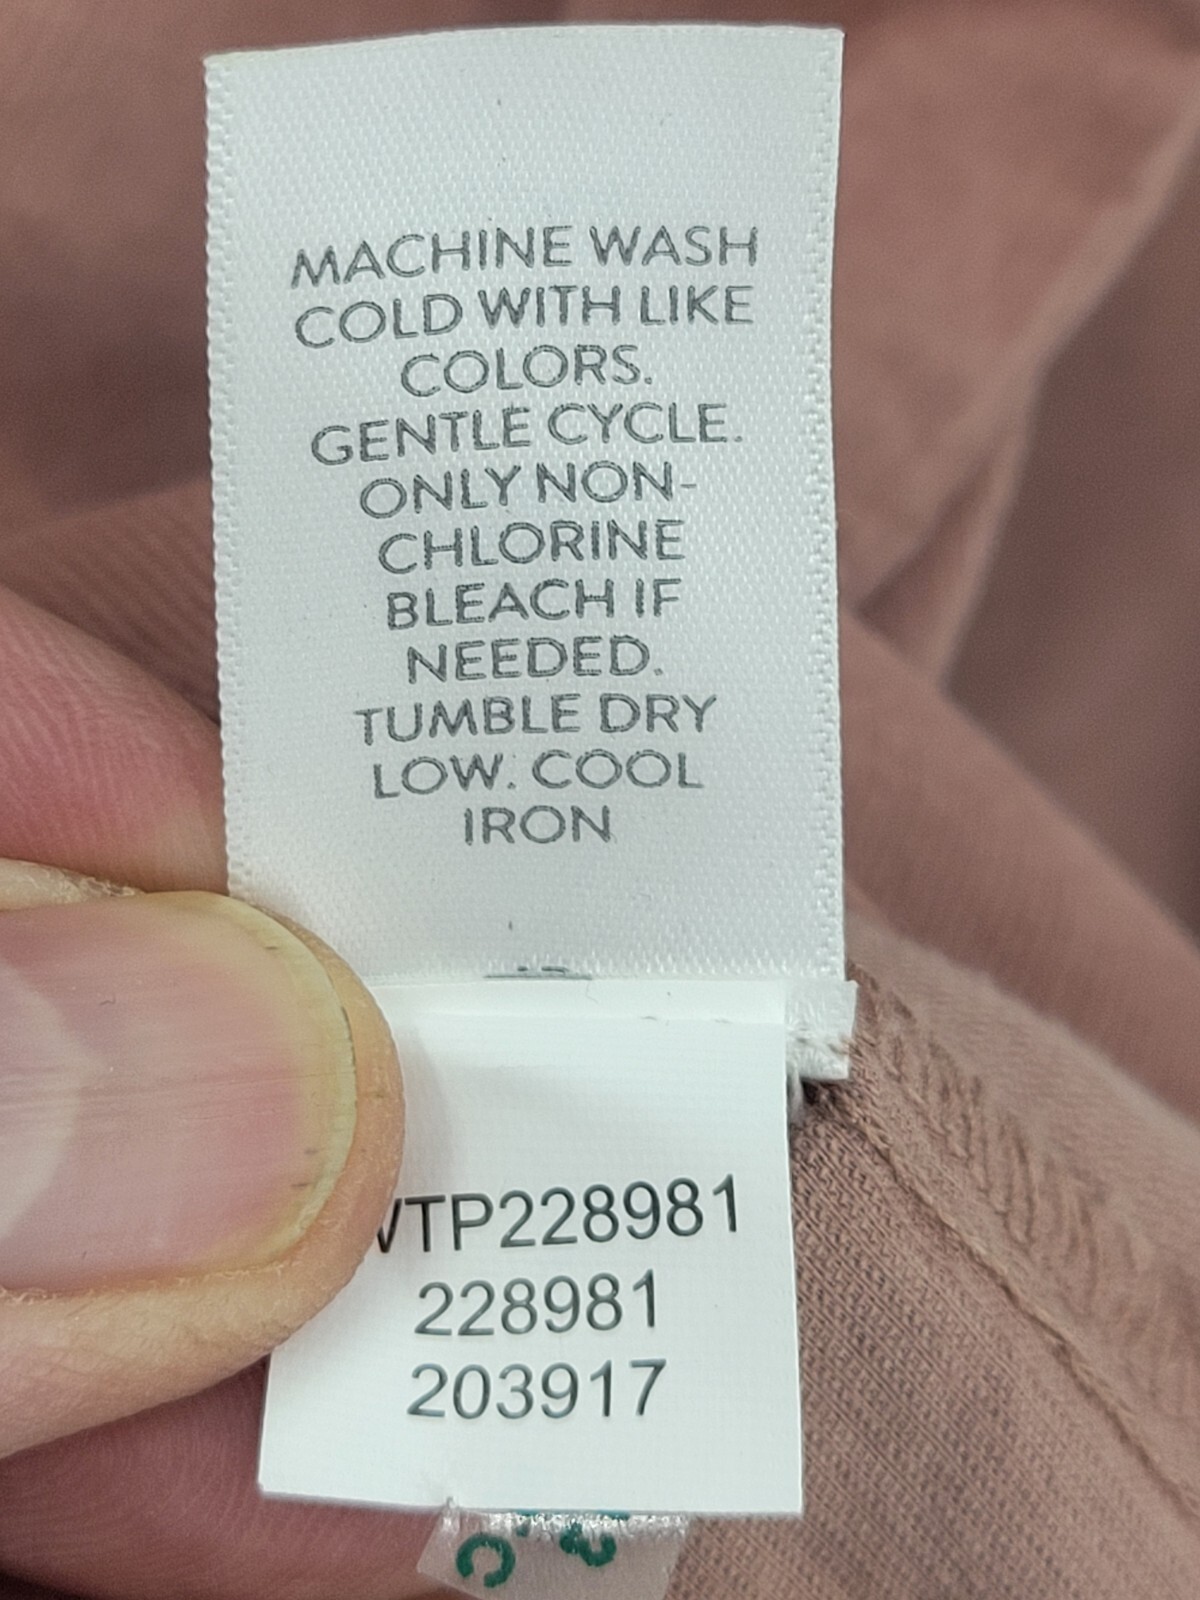 MACHINE WASH
COLD WITH LIKE
COLORS.
GENTLE CYCLE.
ONLY NON-
CHLORINE
BLEACH IF
NEEDED.
TUMBLE DRY
LOW. COOL
IRON
228981
203917